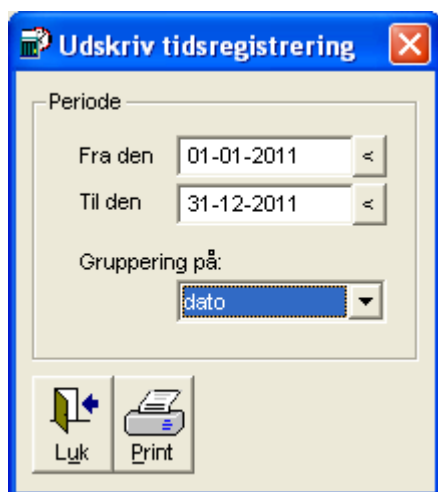 Udskriv tidsregistrering
Periode
Fra den 01-01-2011 <
Til den 31-12-2011 <
Gruppering på:
dato
Luk Print